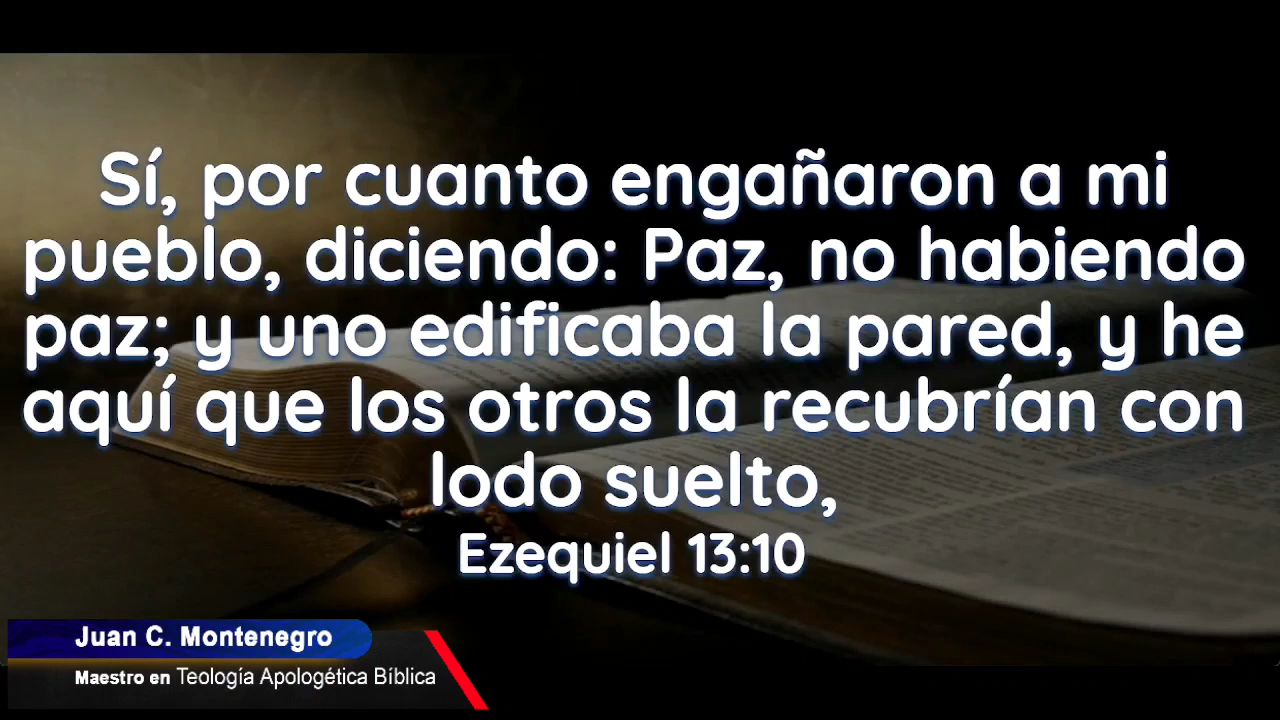 Sí, por cuanto engañaron a mi
pueblo, diciendo: Paz, no habiendo
paz; y uno edificaba la pared, y he
aquí que los otros la recubrían con
lodo suelto,
Ezequiel 13:10
Juan C. Montenegro
Maestro en Teología Apologética Bíblica